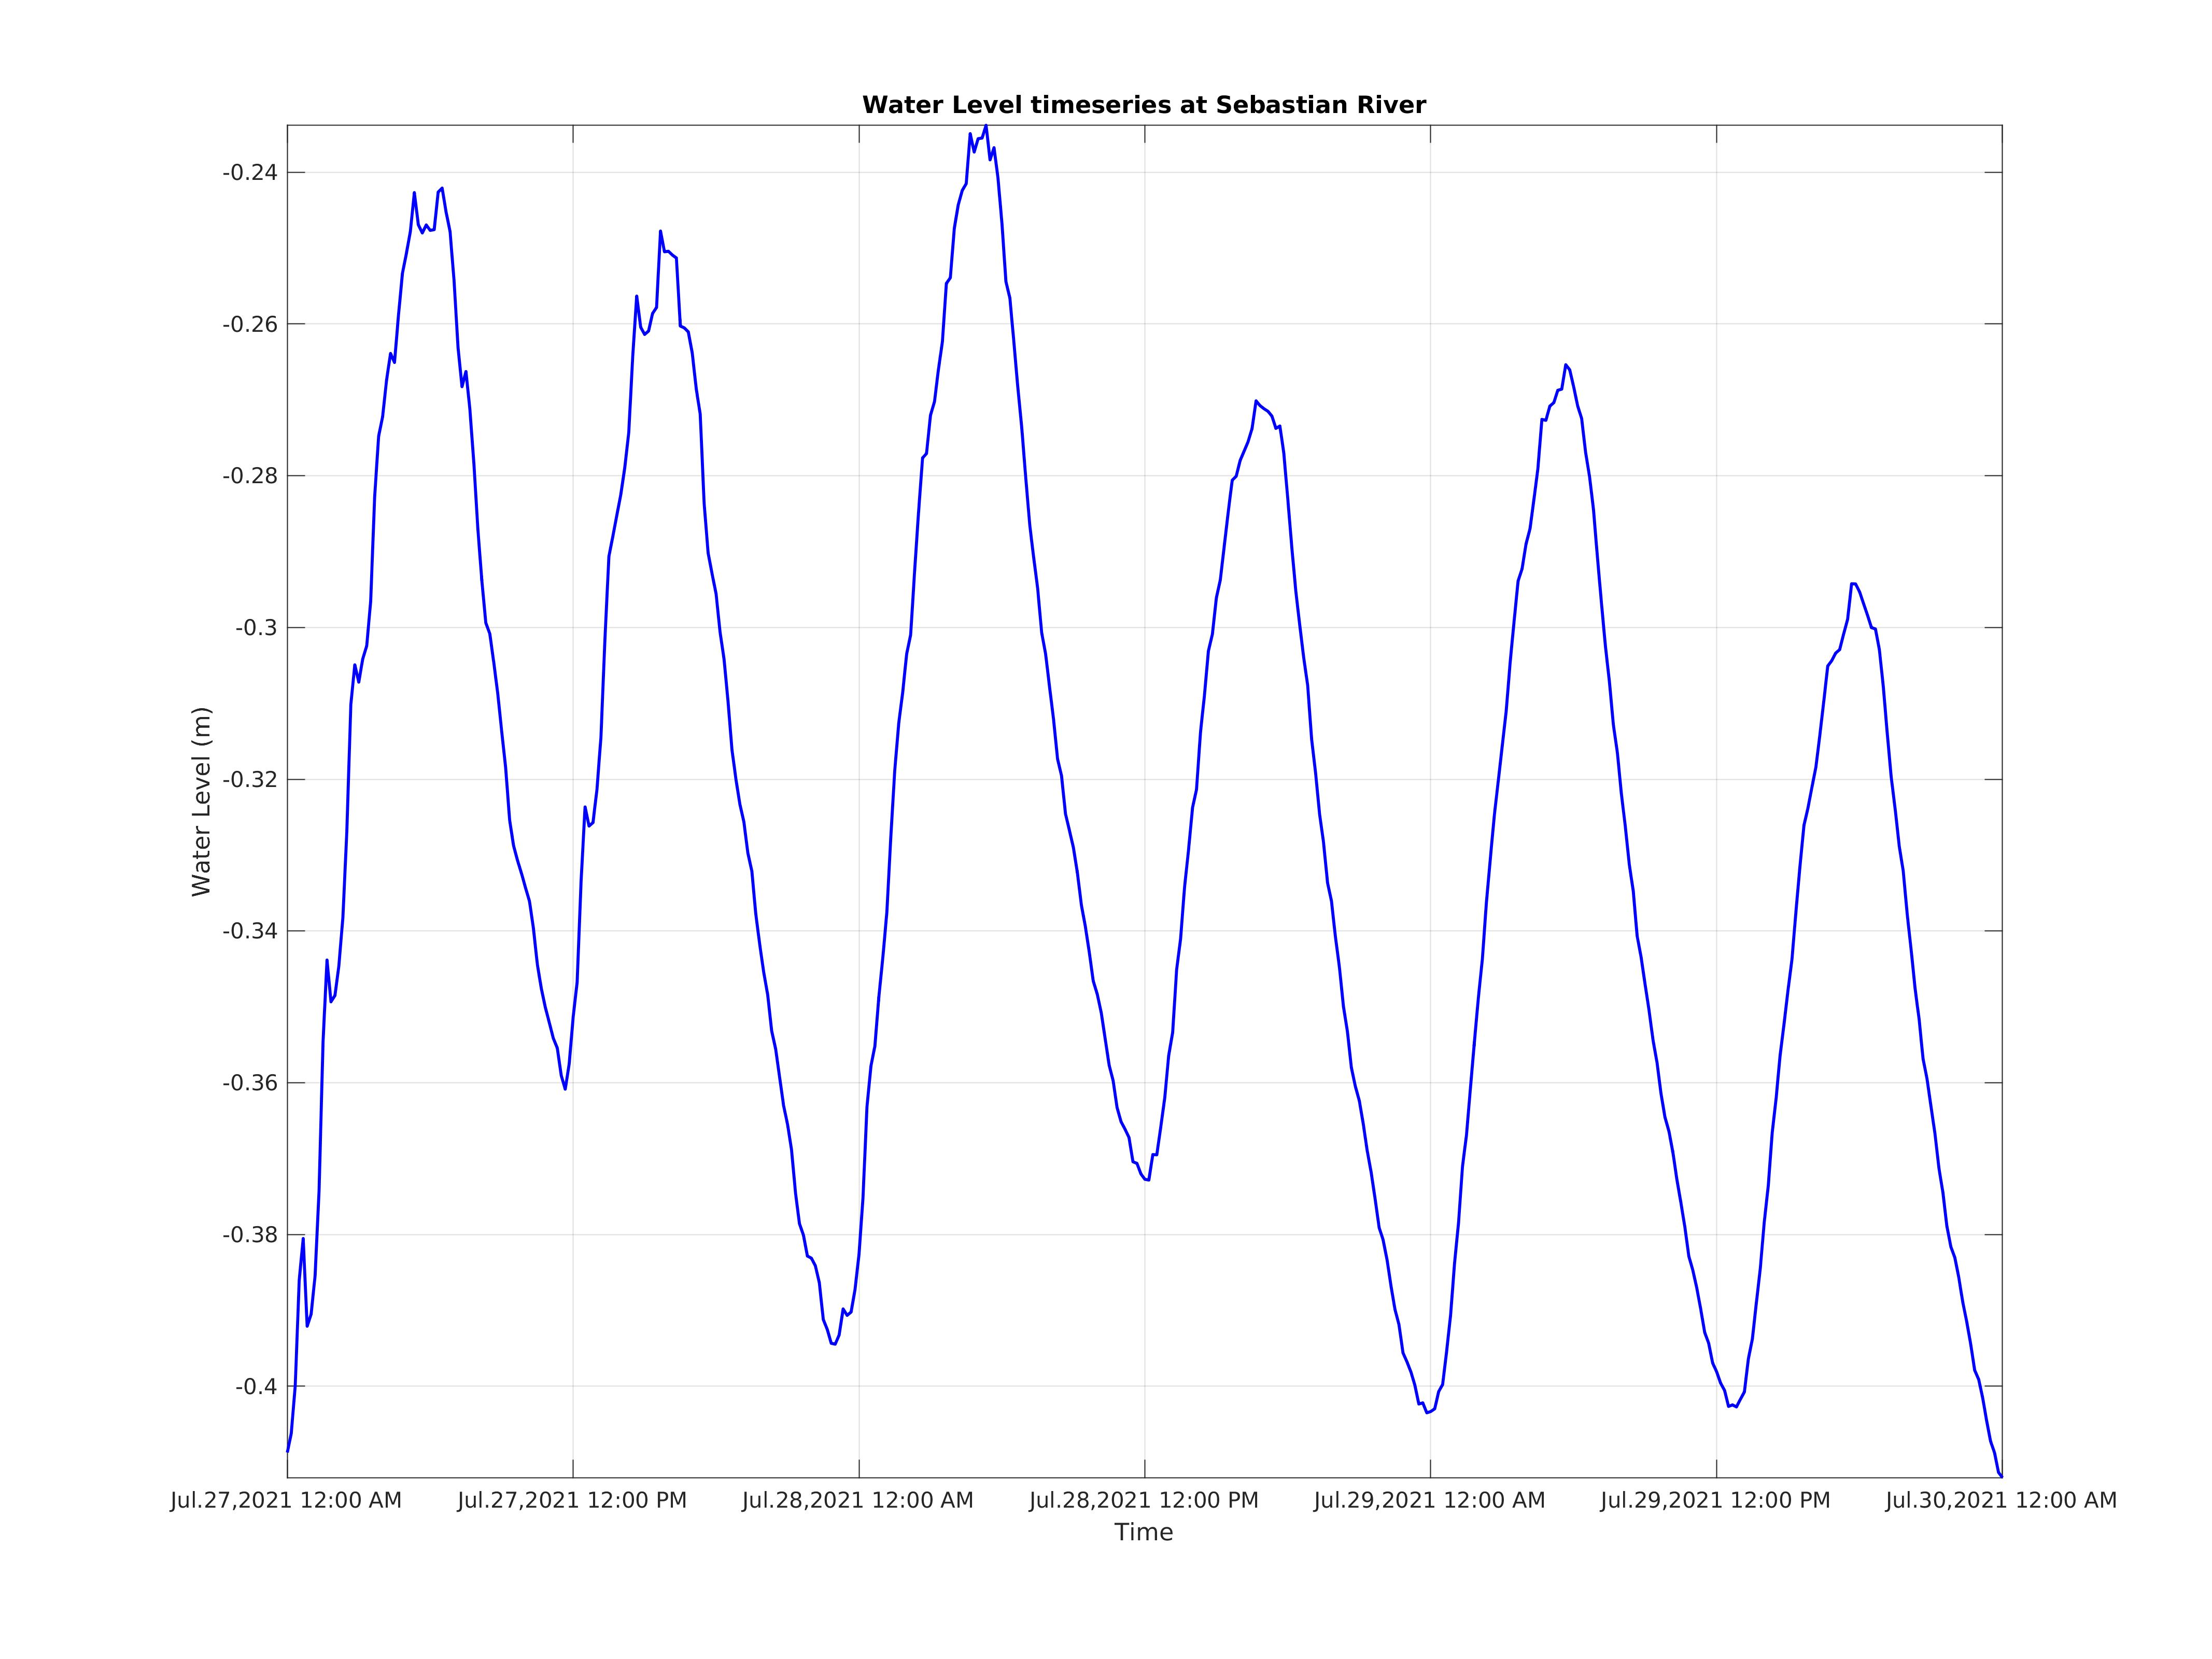 Water Level timeseries at Sebastian River
-0.24
-0.26
-0.28
-0.3
-0.32
-0.34
-0.36
-0.38
-0.4
Water Level (m)
Jul.27,2021 12:00 AM
Jul.27,2021 12:00 PM
Jul.28,2021 12:00 AM
Jul.28,2021 12:00 PM
Jul.29,2021 12:00 AM
Jul.29,2021 12:00 PM
Jul.30,2021 12:00 AM
Time